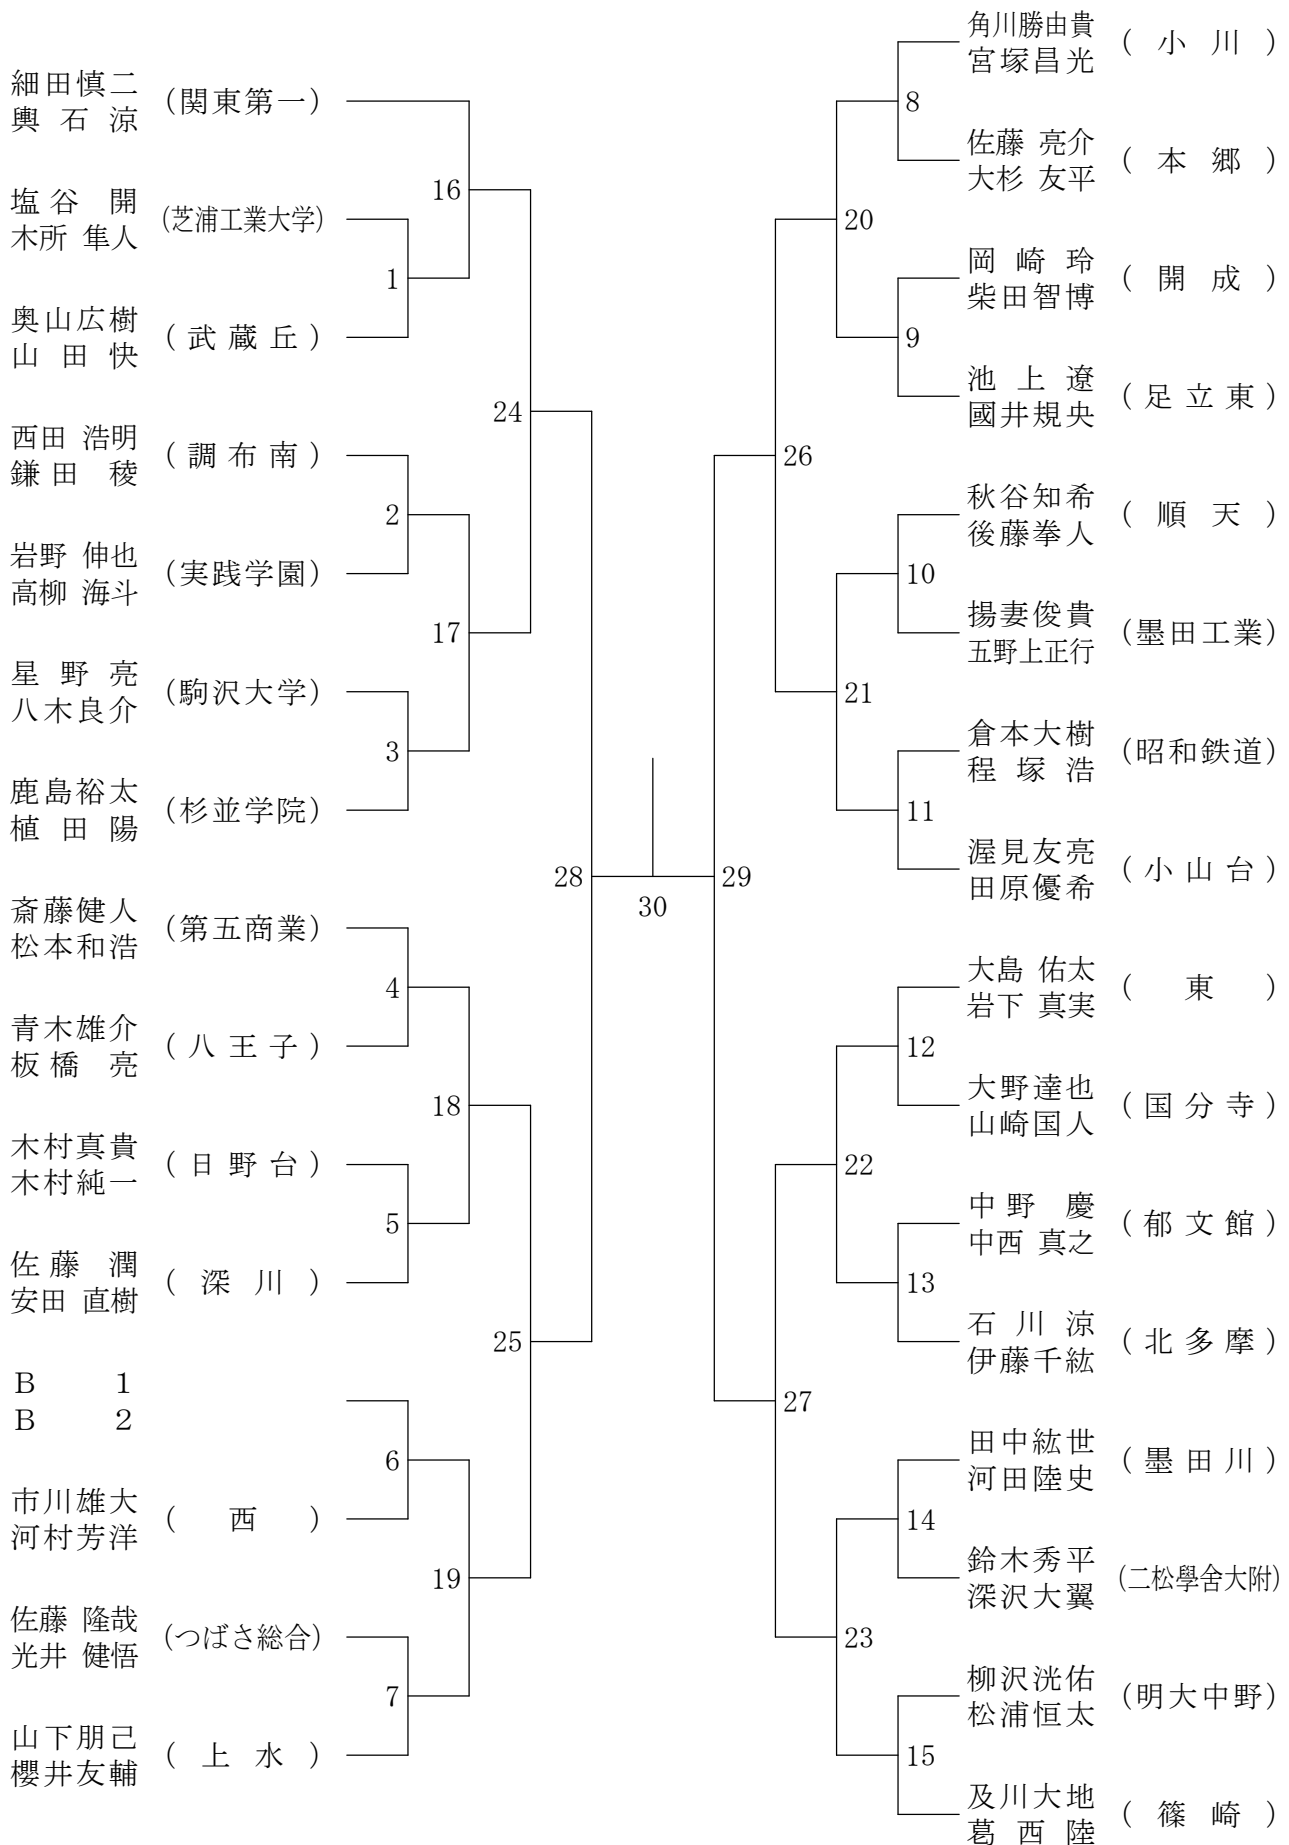 細田慎二
輿石涼
(関東第一)
塩谷 開
木所 隼人
(芝浦工業大学)
奥山広樹
山田快
(武蔵丘)
西田 浩明
鎌田 稜
(調布南)
岩野 伸也
高柳 海斗
(実践学園)
星野亮
八木良介
(駒沢大学)
鹿島裕太
植田陽
(杉並学院)
斎藤健人
松本和浩
(第五商業)
青木雄介
板橋 亮
(八王子)
木村真貴
木村純一
(日野台)
佐藤 潤
安田 直樹
(深川)
B 1
B 2
市川雄大
河村芳洋
(西)
佐藤 隆哉
光井 健悟
(つばさ総合)
山下朋己
櫻井友輔
(上水)
1
2
3
4
5
6
7
16
17
18
19
24
25
28
30
29
26
27
20
21
22
23
8
9
10
11
12
13
14
15
角川勝由貴
宮塚昌光
(小川)
佐藤 亮介
大杉 友平
(本郷)
岡崎玲
柴田智博
(開成)
池上遼
國井規央
(足立東)
秋谷知希
後藤拳人
(順天)
揚妻俊貴
五野上正行
(墨田工業)
倉本大樹
程塚浩
(昭和鉄道)
渥見友亮
田原優希
(小山台)
大島 佑太
岩下 真実
(東)
大野達也
山崎国人
(国分寺)
中野 慶
中西 真之
(郁文館)
石川涼
伊藤千紘
(北多摩)
田中紘世
河田陸史
(墨田川)
鈴木秀平
深沢大翼
(二松學舎大附)
柳沢洸佑
松浦恒太
(明大中野)
及川大地
葛西陸
(篠崎)